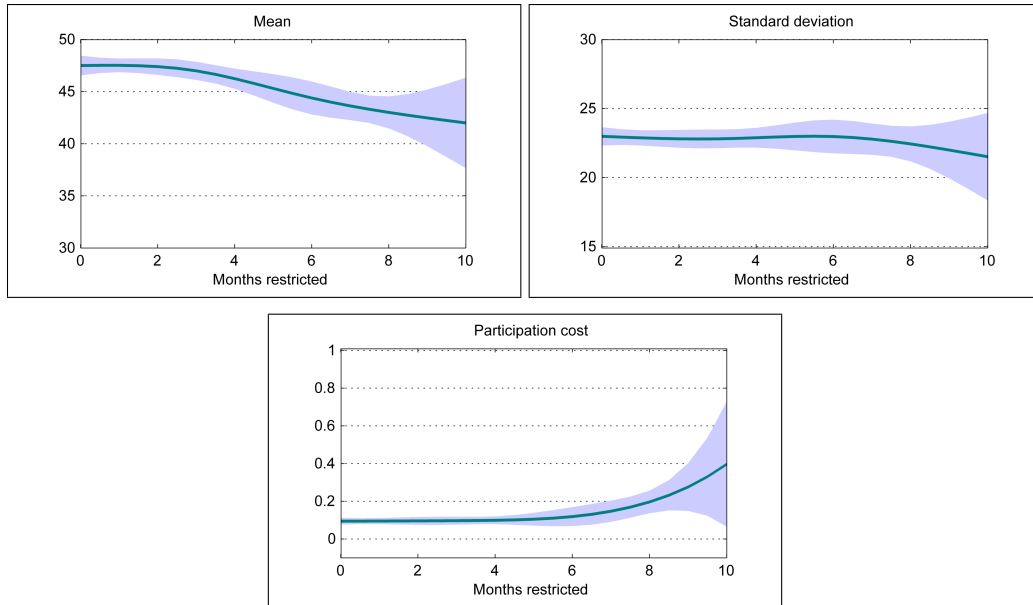 Mean
50
45
40
35
30
0 2 4 6 8 10
Months restricted
Standard deviation
30
25
20
15
0 2 4 6 8 10
Months restricted
Participation cost
1
0.8
0.6
0.4
0.2
0
0 2 4 6 8 10
Months restricted